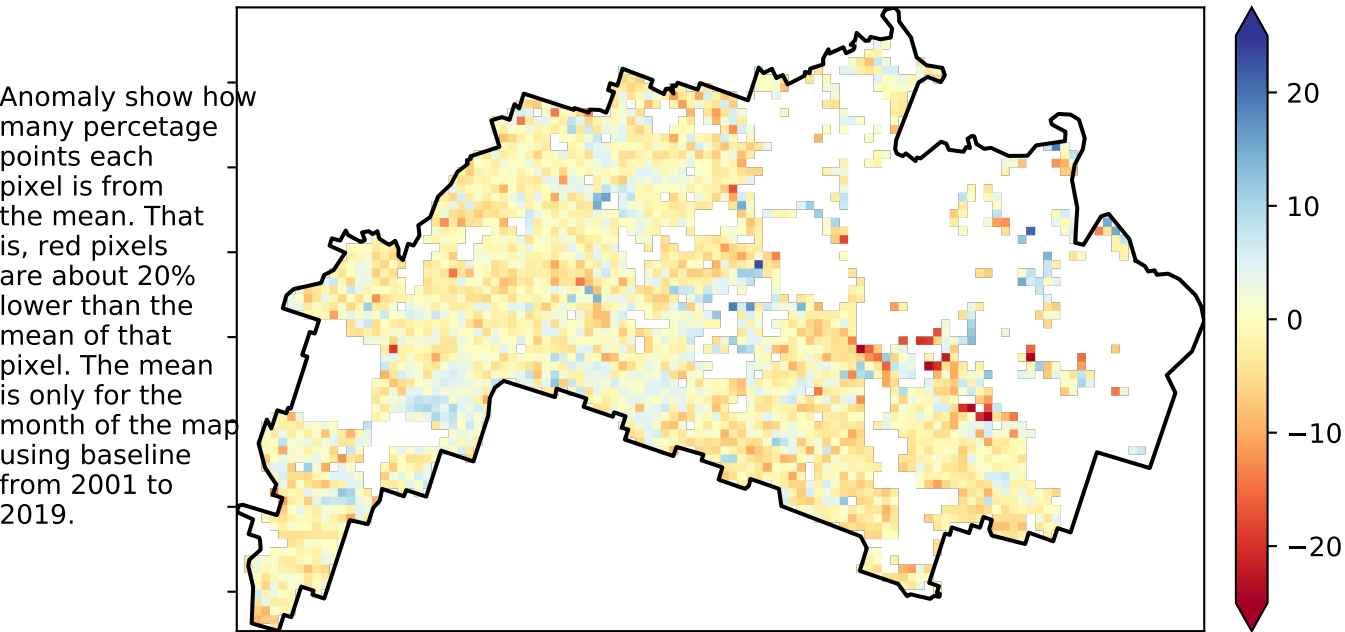 Anomaly show how
many percetage
points each
pixel is from
the mean. That
is, red pixels
are about 20%
lower than the
mean of that
pixel. The mean
is only for the
month of the map
using baseline
from 2001 to
2019.
20
10
0
−10
−20